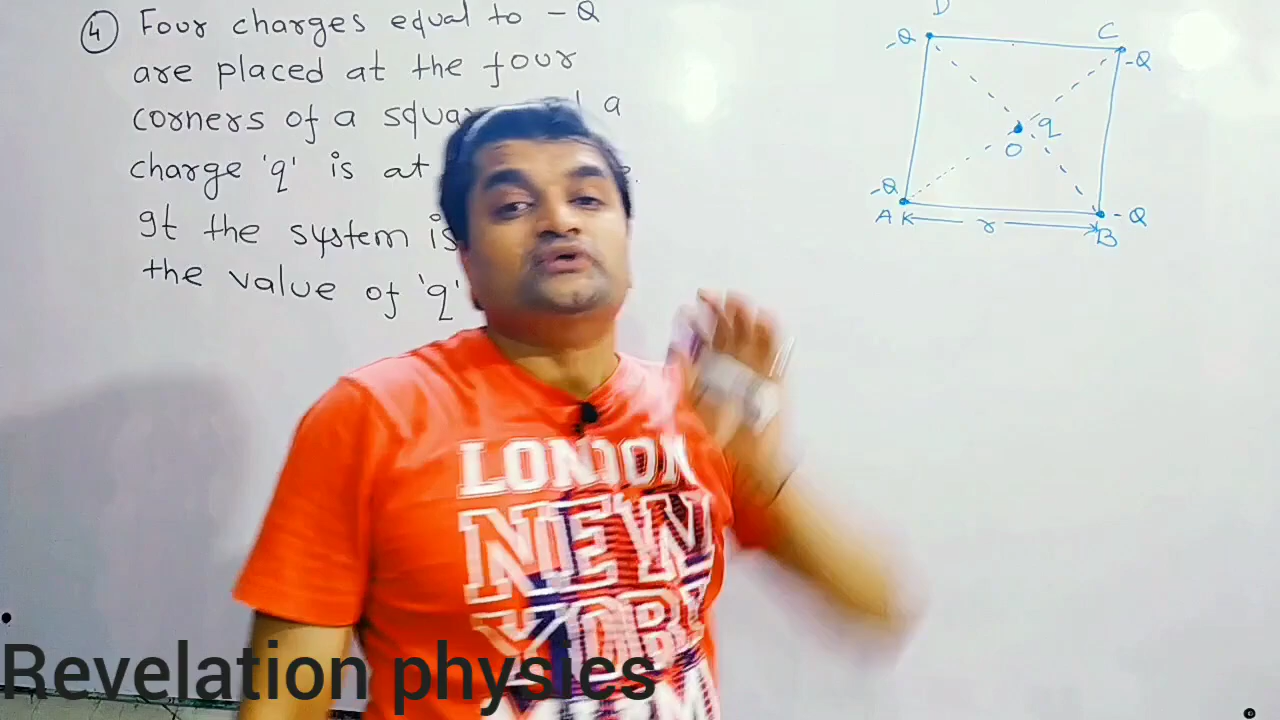 ④ Four charges equal to - Q
are placed at the four
corners of a a
charge 'q' is at
It the system is
the value of 'q'
D
-Q
C
-Q
q
O
-Q
A
r
B
-Q
LONDON
NEW
Revelation physics